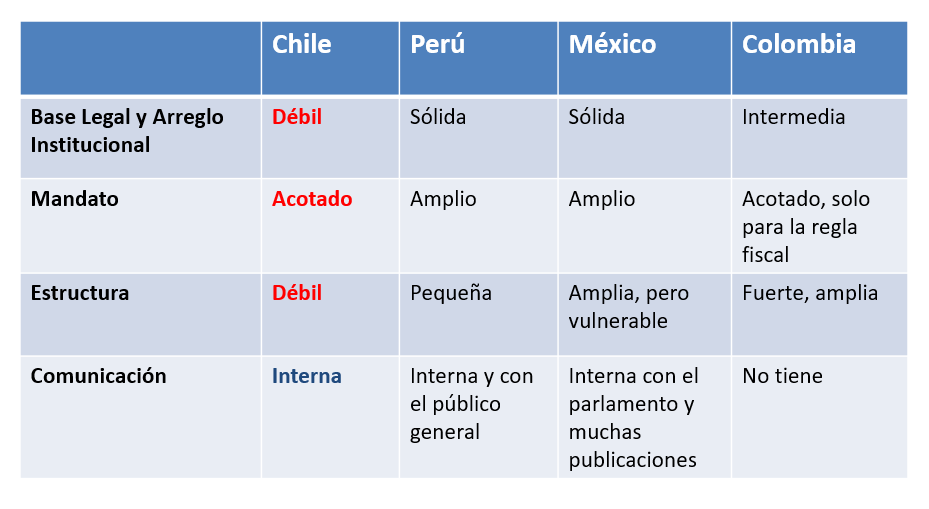 Chile Perú México Colombia
Base Legal y Arreglo
Institucional
Débil
Sólida
Sólida
Intermedia
Mandato
Acotado
Amplio
Amplio
Acotado, solo
para la regla
fiscal
Estructura
Débil
Pequeña
Amplia, pero
vulnerable
Fuerte, amplia
Comunicación
Interna
Interna y con
el público
general
Interna con el
parlamento y
muchas
publicaciones
No tiene